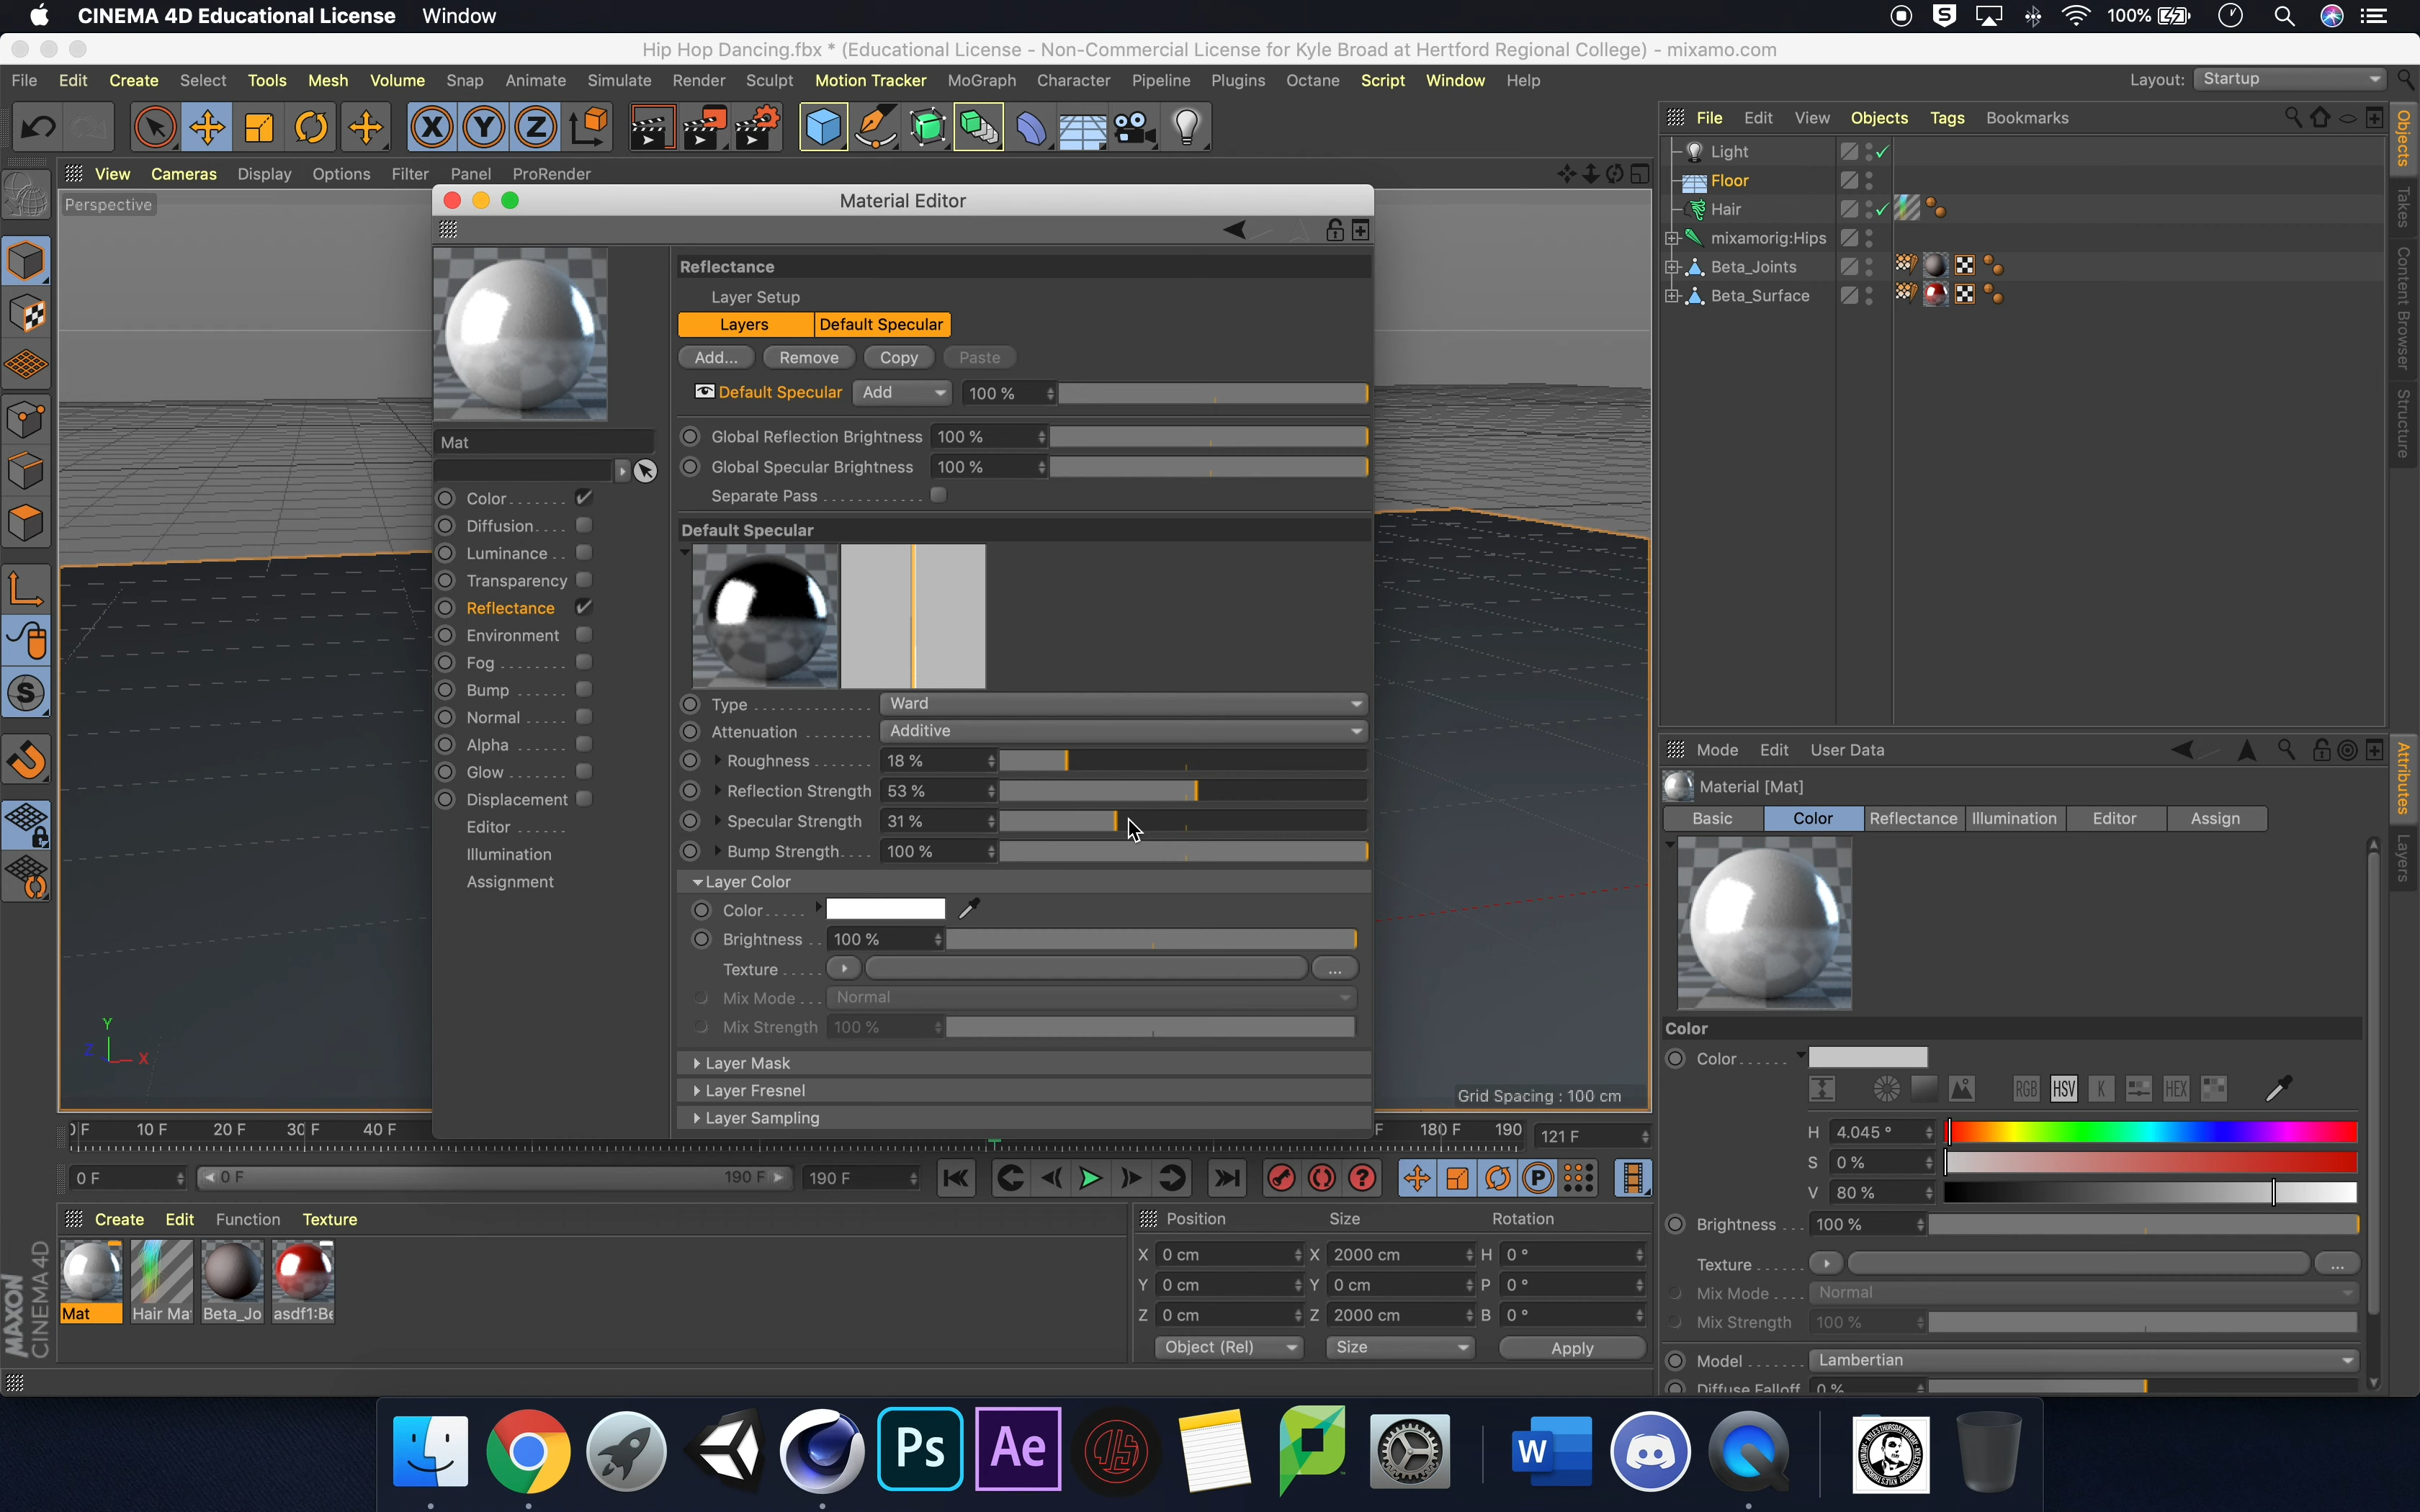 CINEMA 4D Educational License Window 100%
Hip Hop Dancing.fbx * (Educational License - Non-Commercial License for Kyle Broad at Hertford Regional College) - mixamo.com
File Edit Create Select Tools Mesh Volume Snap Animate Simulate Render Sculpt Motion Tracker MoGraph Character Pipeline Plugins Octane Script Window Help Layout: Startup
File Edit View Objects Tags Bookmarks
Objects
Takes
Content Browser
Structure
Light
Floor
Hair
mixamorig:Hips
Beta_Joints
Beta_Surface
View Cameras Display Options Filter Panel ProRender
Perspective
Material Editor
Mat
Color
Diffusion
Luminance
Transparency
Reflectance
Environment
Fog
Bump
Normal
Alpha
Glow
Displacement
Editor
Illumination
Assignment
Reflectance
Layer Setup
Layers Default Specular
Add... Remove Copy Paste
Default Specular Add 100 %
Global Reflection Brightness 100 %
Global Specular Brightness 100 %
Separate Pass
Default Specular
Type Ward
Attenuation Additive
Roughness 18 %
Reflection Strength 53 %
Specular Strength 31 %
Bump Strength 100 %
Layer Color
Color
Brightness 100 %
Texture ...
Mix Mode Normal
Mix Strength 100 %
Layer Mask
Layer Fresnel
Layer Sampling
Y
Z X
Grid Spacing : 100 cm
Mode Edit User Data
Attributes
Layers
Material [Mat]
Basic Color Reflectance Illumination Editor Assign
Color
Color
RGB HSV K HEX
H 4.045 °
S 0 %
V 80 %
Brightness 100 %
Texture ...
Mix Mode Normal
Mix Strength 100 %
Model Lambertian
Diffuse Falloff 0 %
10 F 20 F 30 F 40 F 180 F 190 121 F
0 F 0 F 190 F 190 F
Create Edit Function Texture
Mat Hair Ma Beta_Jo asdf1:Be
Position Size Rotation
X 0 cm X 2000 cm H 0 °
Y 0 cm Y 0 cm P 0 °
Z 0 cm Z 2000 cm B 0 °
Object (Rel) Size Apply
MAXON
CINEMA 4D
Ps Ae W